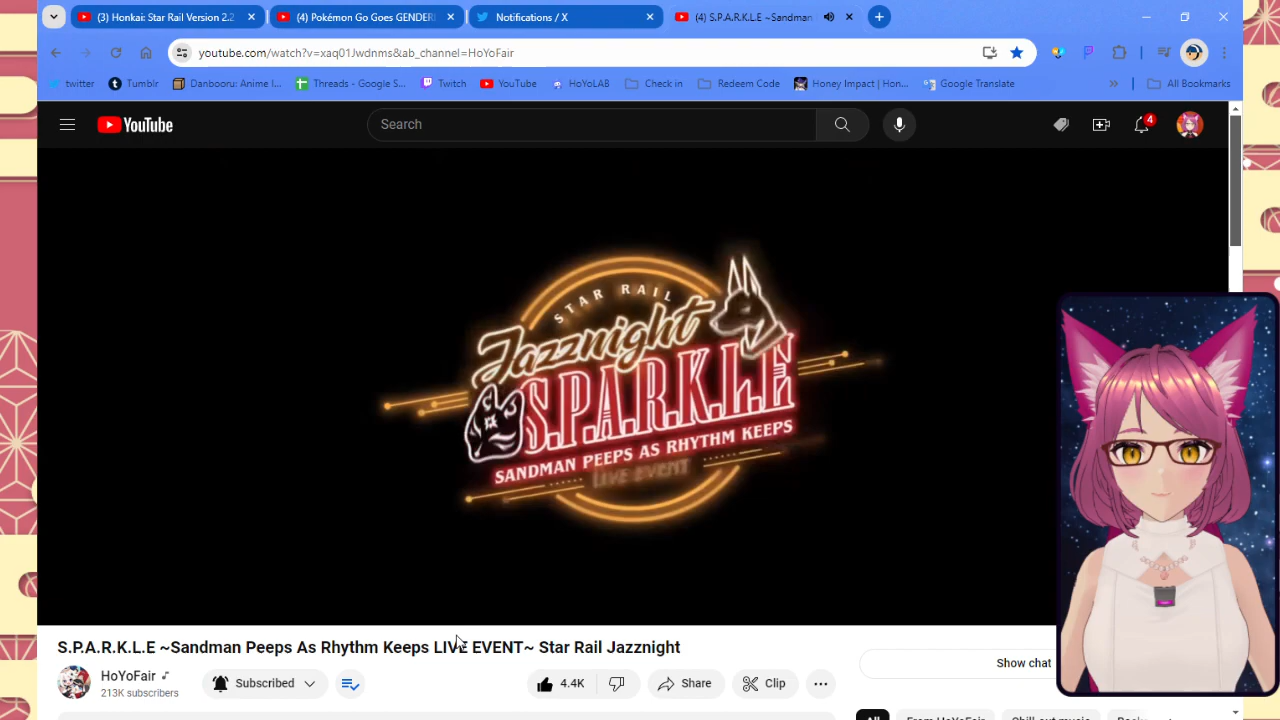 (3) Honkai: Star Rail Version 2.2
(4) Pokémon Go Goes GENDER
Notifications / X
(4) S.P.A.R.K.L.E ~Sandman
youtube.com/watch?v=xaq01Jwdnms&ab_channel=HoYoFair
twitter
Tumblr
Danbooru: Anime I...
Threads - Google S...
Twitch
YouTube
HoYoLAB
Check in
Redeem Code
Honey Impact | Hon...
Google Translate
»
All Bookmarks
YouTube
Search
4
STAR RAIL
Jazznight
S.P.A.R.K.L.E
SANDMAN PEEPS AS RHYTHM KEEPS
LIVE EVENT
S.P.A.R.K.L.E ~Sandman Peeps As Rhythm Keeps LIVE EVENT~ Star Rail Jazznight
HoYoFair
213K subscribers
Subscribed
4.4K
Share
Clip
Show chat
All
From HoYoFair
Chill-out music